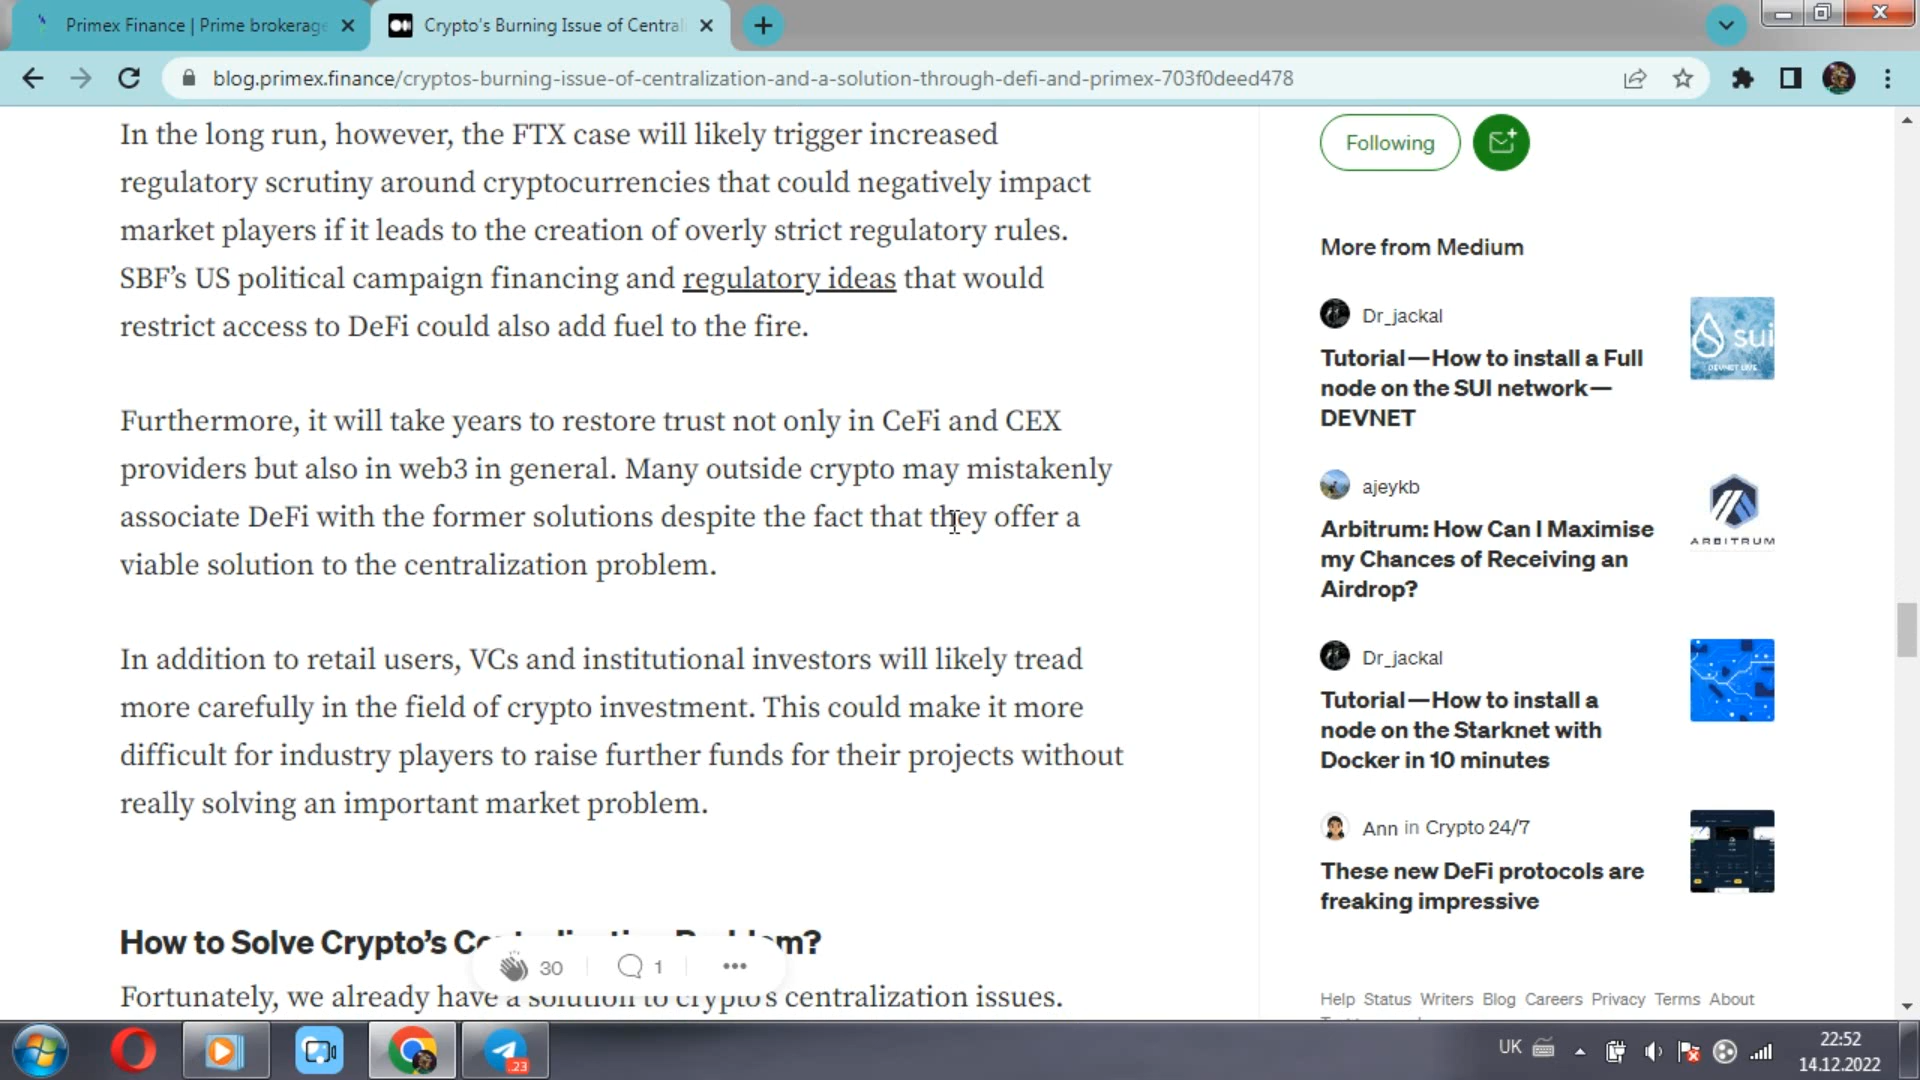 Primex Finance | Prime brokerage
Crypto's Burning Issue of Central
blog.primex.finance/cryptos-burning-issue-of-centralization-and-a-solution-through-defi-and-primex-703f0deed478
In the long run, however, the FTX case will likely trigger increased
regulatory scrutiny around cryptocurrencies that could negatively impact
market players if it leads to the creation of overly strict regulatory rules.
SBF’s US political campaign financing and regulatory ideas that would
restrict access to DeFi could also add fuel to the fire.
Furthermore, it will take years to restore trust not only in CeFi and CEX
providers but also in web3 in general. Many outside crypto may mistakenly
associate DeFi with the former solutions despite the fact that they offer a
viable solution to the centralization problem.
In addition to retail users, VCs and institutional investors will likely tread
more carefully in the field of crypto investment. This could make it more
difficult for industry players to raise further funds for their projects without
really solving an important market problem.
How to Solve Crypto’s Centralization Problem?
30
1
Fortunately, we already have a solution to crypto’s centralization issues.
Following
More from Medium
Dr_jackal
Tutorial — How to install a Full
node on the SUI network —
DEVNET
sui
DEVNET LIVE
ajeykb
Arbitrum: How Can I Maximise
my Chances of Receiving an
Airdrop?
ARBITRUM
Dr_jackal
Tutorial — How to install a
node on the Starknet with
Docker in 10 minutes
Ann in Crypto 24/7
These new DeFi protocols are
freaking impressive
Help Status Writers Blog Careers Privacy Terms About
23
UK
22:52
14.12.2022